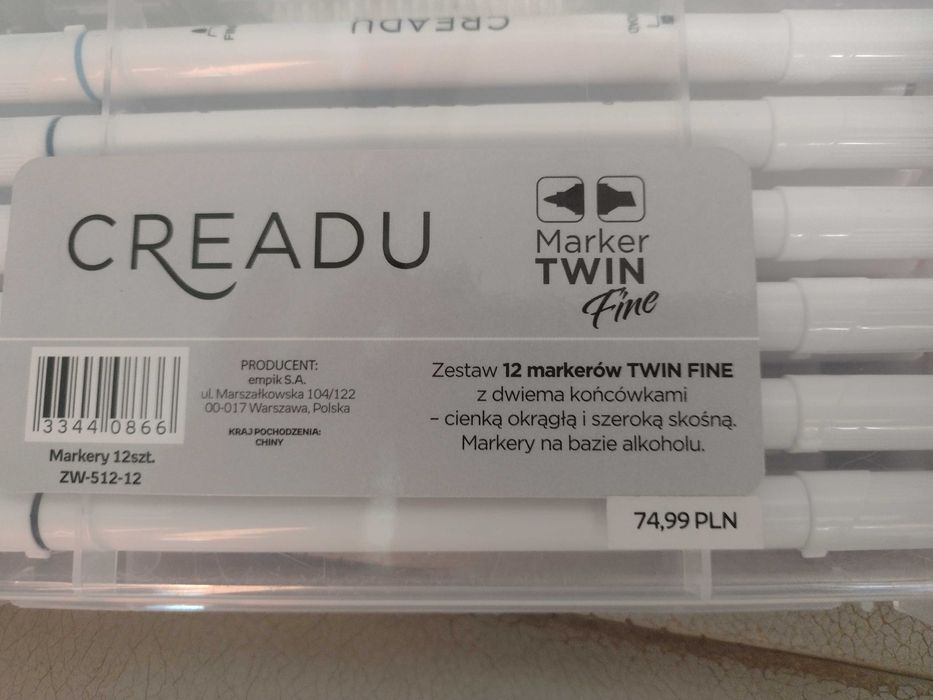 CREADU
CREADU
Marker
TWIN
Fine
PRODUCENT:
empik S.A.
ul. Marszałkowska 104/122
00-017 Warszawa, Polska
KRAJ POCHODZENIA:
CHINY
33440866
Markery 12szt.
ZW-512-12
Zestaw 12 markerów TWIN FINE
z dwiema końcówkami
– cienką okrągłą i szeroką skośną.
Markery na bazie alkoholu.
74,99 PLN